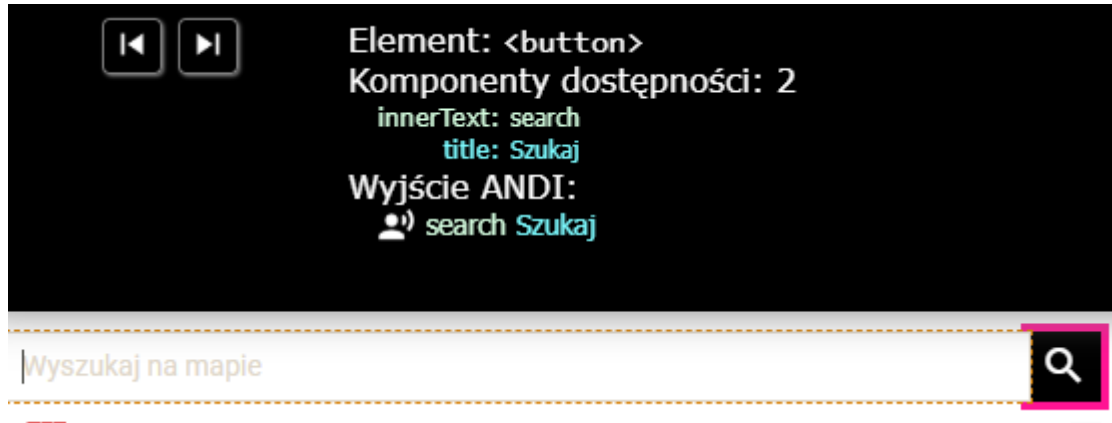 Element: <button>
Komponenty dostępności: 2
innerText: search
title: Szukaj
Wyjście ANDI:
search Szukaj
Wyszukaj na mapie